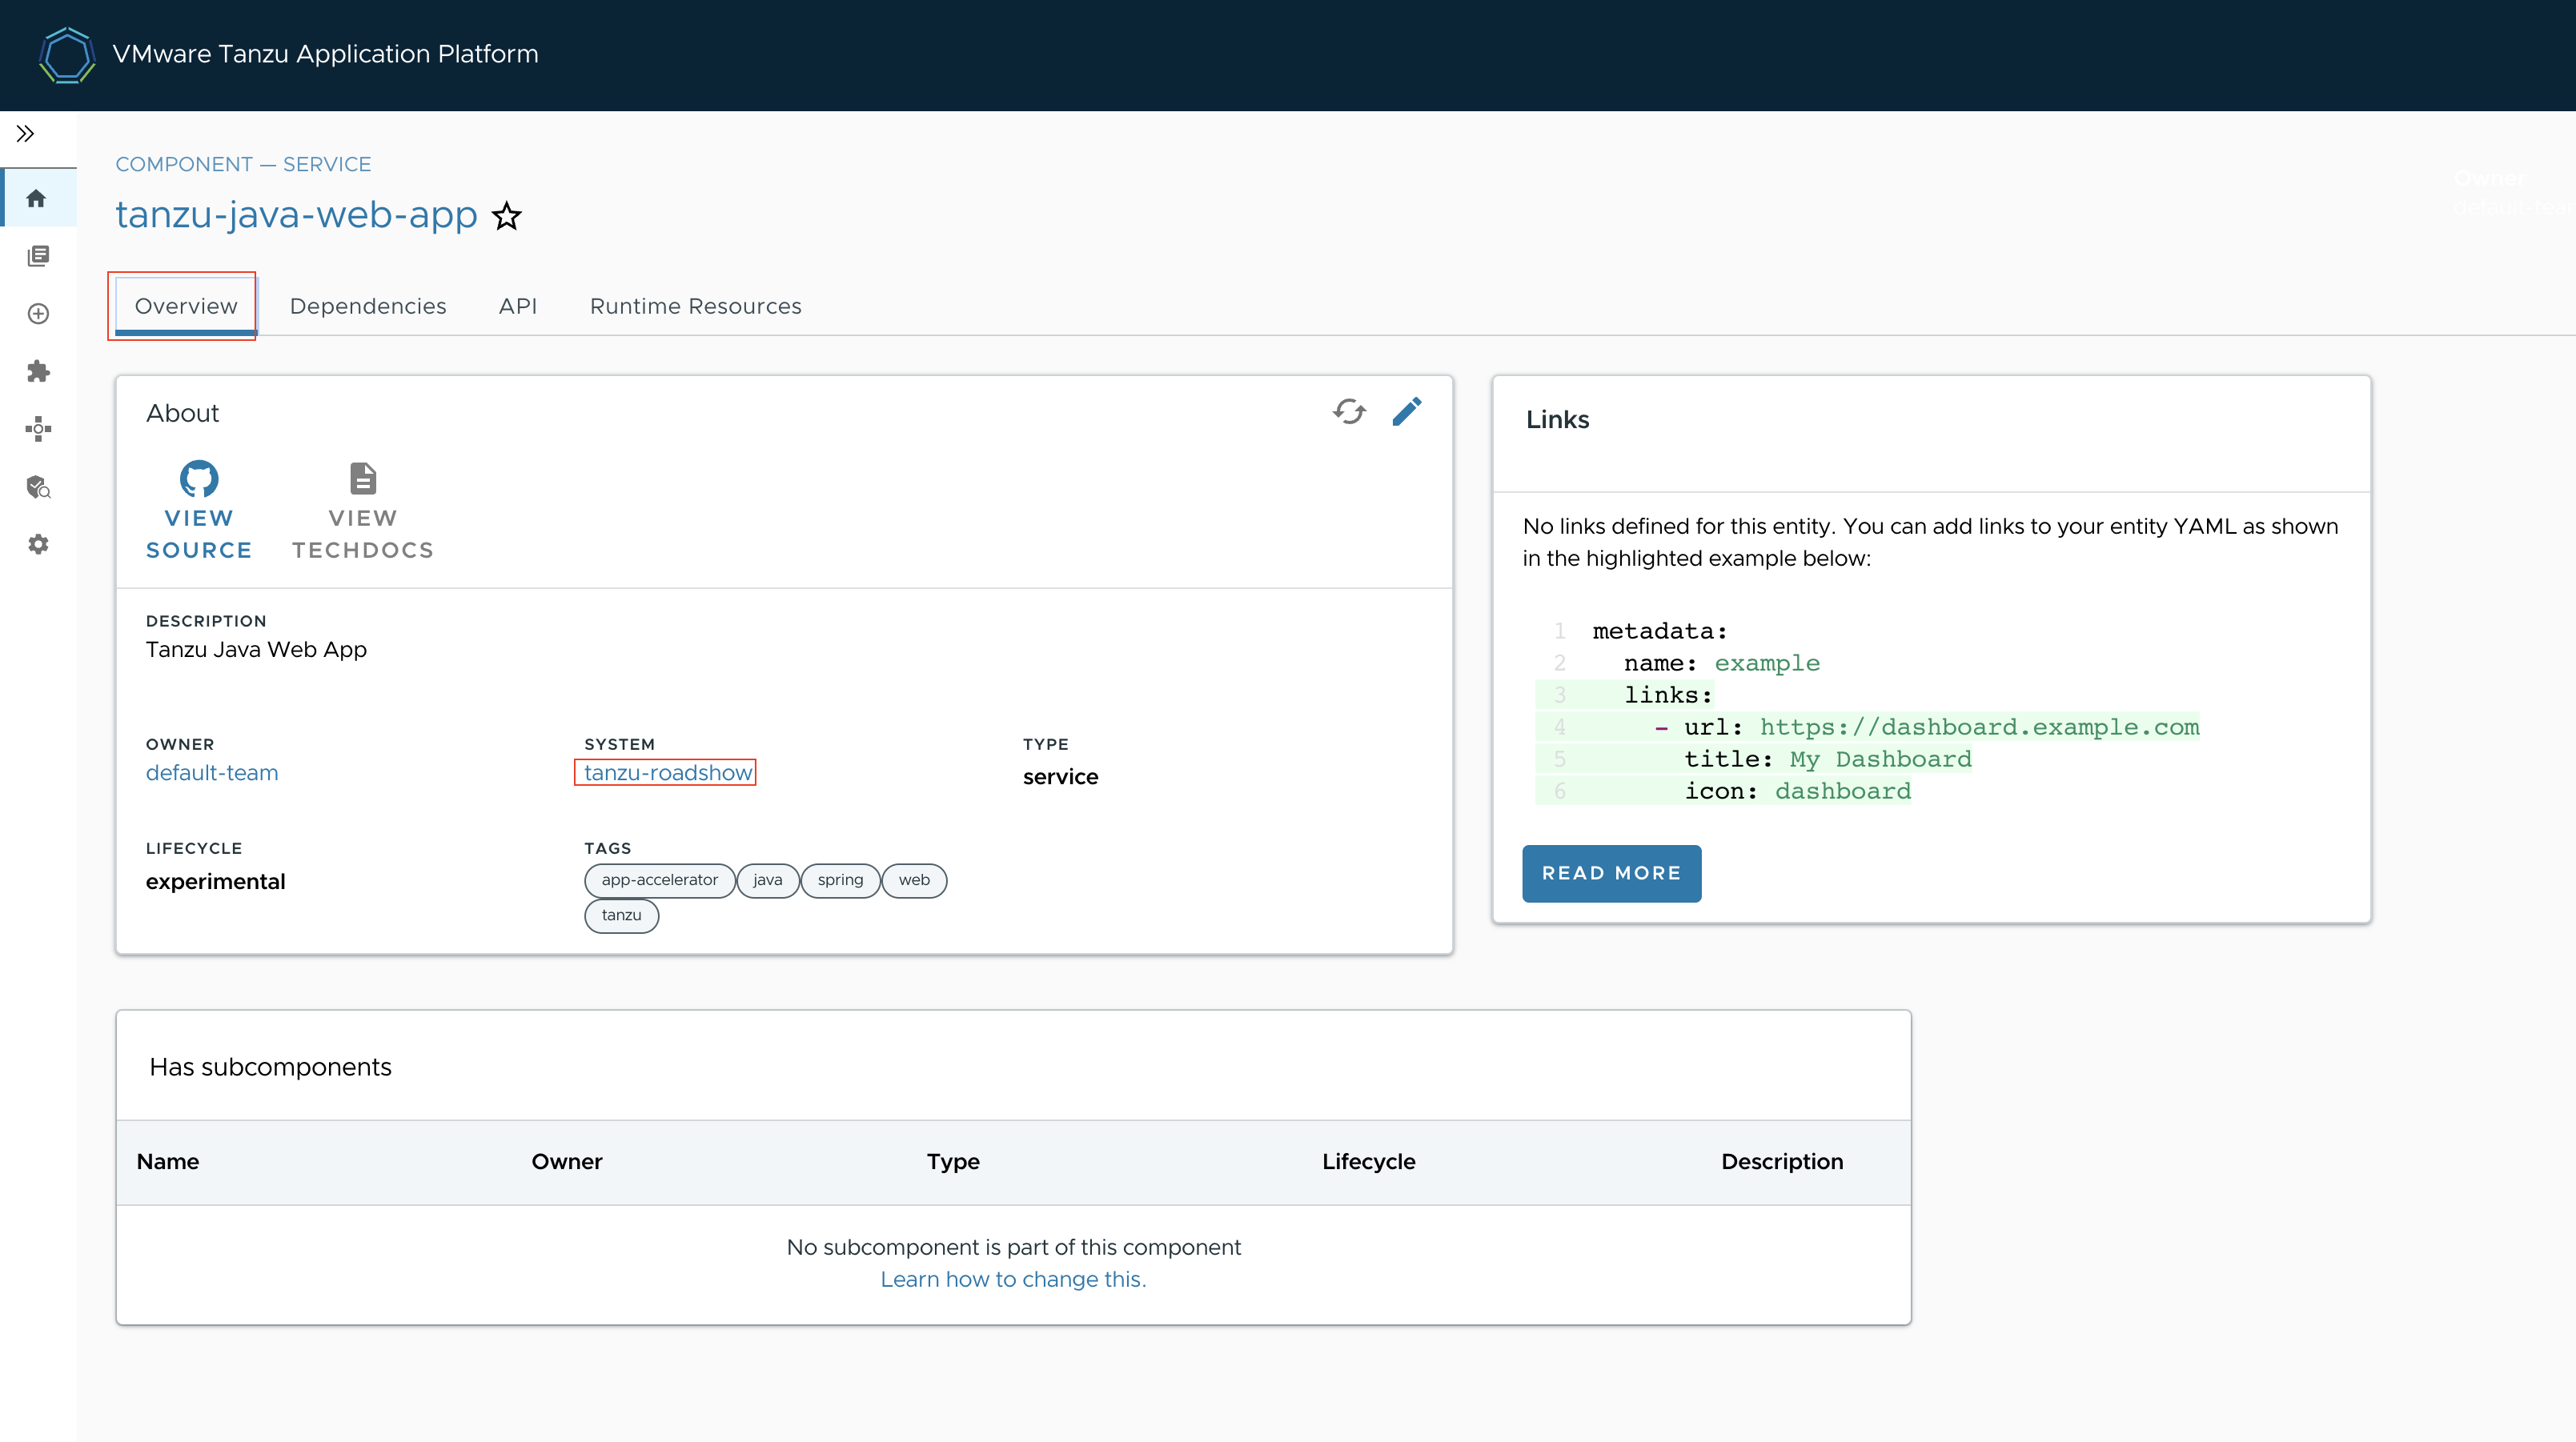 VMware Tanzu Application Platform
COMPONENT — SERVICE
tanzu-java-web-app
Owner
Overview
Dependencies
API
Runtime Resources
About
VIEW
SOURCE
VIEW
TECHDOCS
DESCRIPTION
Tanzu Java Web App
OWNER
default-team
SYSTEM
tanzu-roadshow
TYPE
service
LIFECYCLE
experimental
TAGS
app-accelerator
java
spring
web
tanzu
Links
No links defined for this entity. You can add links to your entity YAML as shown
in the highlighted example below:
1 metadata:
2 name: example
3 links:
4 - url: https://dashboard.example.com
5 title: My Dashboard
6 icon: dashboard
READ MORE
Has subcomponents
Name Owner Type Lifecycle Description
No subcomponent is part of this component
Learn how to change this.